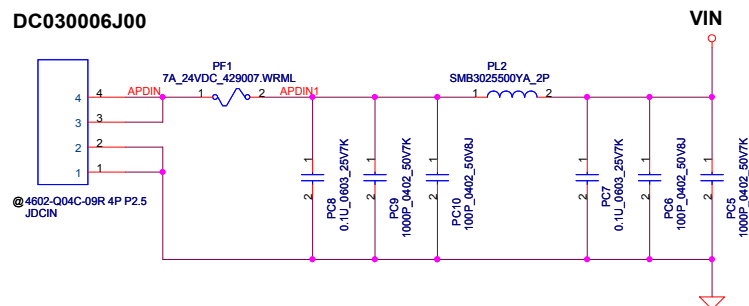 DC030006J00
VIN
PF1
7A_24VDC_429007.WRML
PL2
SMB3025500YA_2P
4
4
APDIN
1
2
APDIN1
1
2
3
3
2
2
1
1
@ 4602-Q04C-09R 4P P2.5
JDCIN
1
2
PC8
0.1U_0603_25V7K
1
2
PC9
1000P_0402_50V7K
1
2
PC10
100P_0402_50V8J
1
2
PC7
0.1U_0603_25V7K
1
2
PC6
100P_0402_50V8J
1
2
PC5
1000P_0402_50V7K